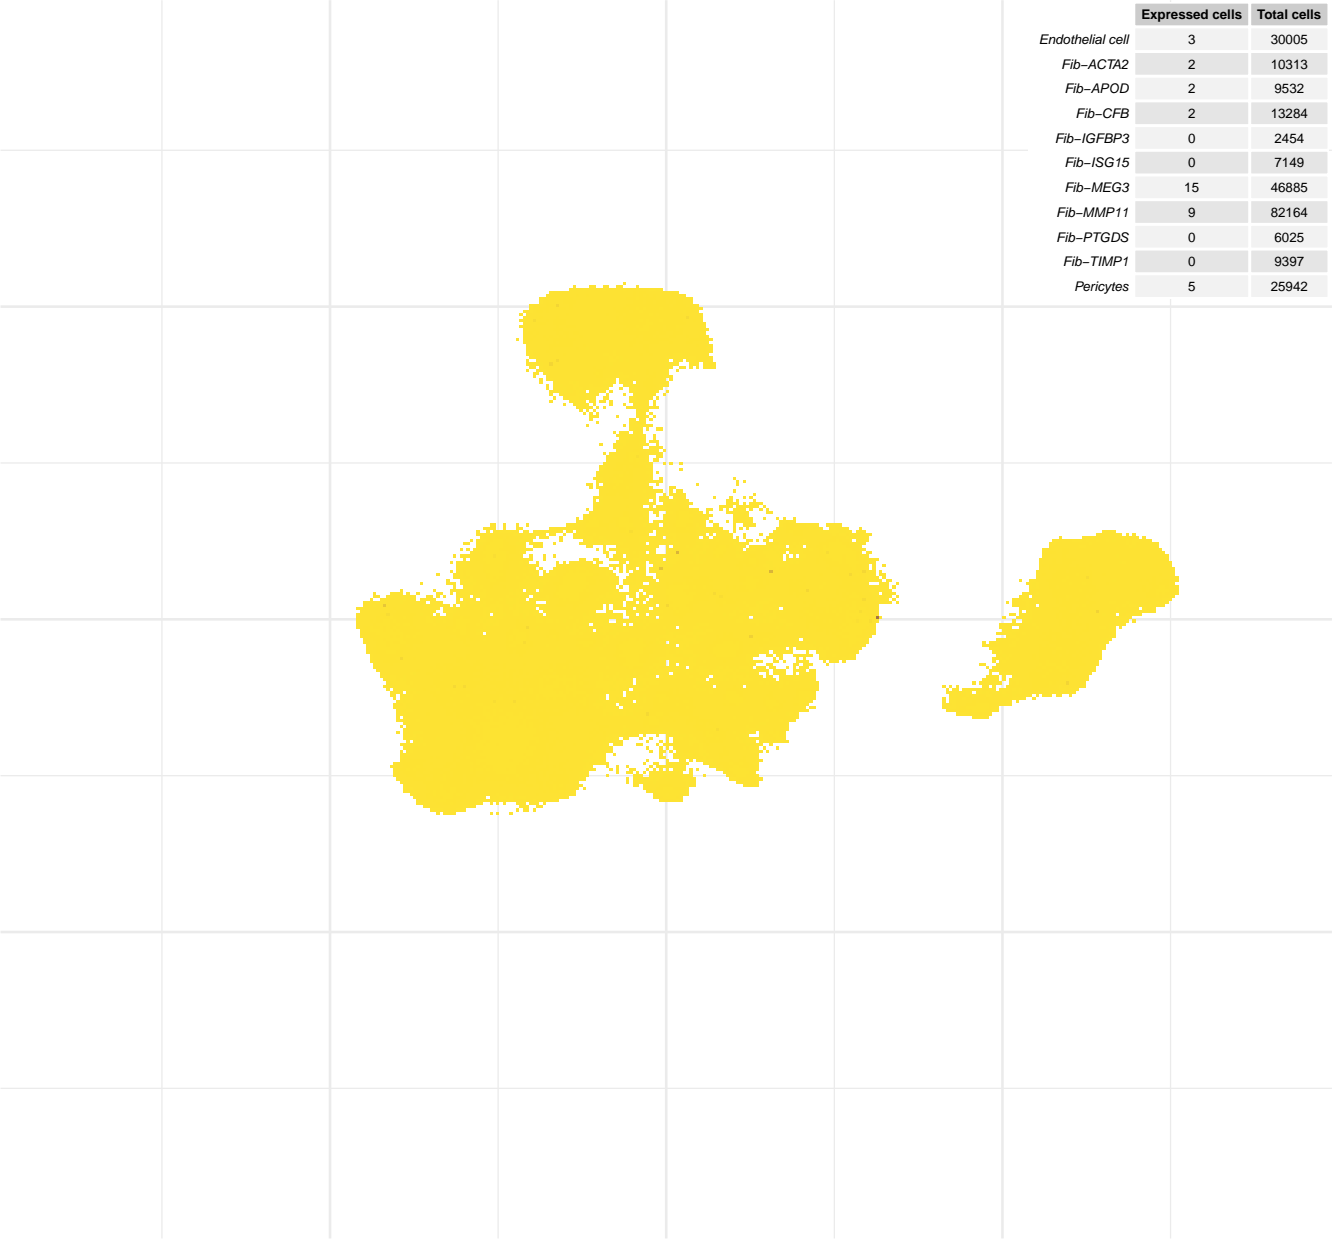 Expressed cells Total cells
Endothelial cell 3 30005
Fib−ACTA2 2 10313
Fib−APOD 2 9532
Fib−CFB 2 13284
Fib−IGFBP3 0 2454
Fib−ISG15 0 7149
Fib−MEG3 15 46885
Fib−MMP11 9 82164
Fib−PTGDS 0 6025
Fib−TIMP1 0 9397
Pericytes 5 25942